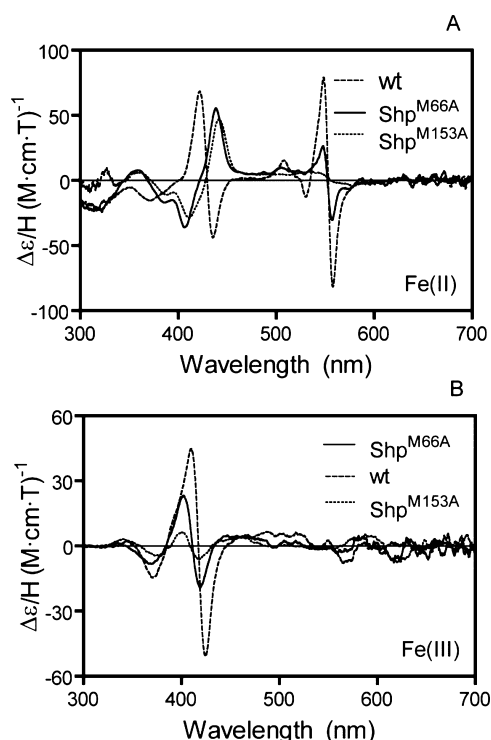 A
100
50
0
-50
-100
Δε/H (M·cm·T)⁻¹
wt
Shp^M66A
Shp^M153A
Fe(II)
300 400 500 600 700
Wavelength (nm)
B
60
30
0
-30
-60
Δε/H (M·cm·T)⁻¹
Shp^M66A
wt
Shp^M153A
Fe(III)
300 400 500 600 700
Wavelength (nm)